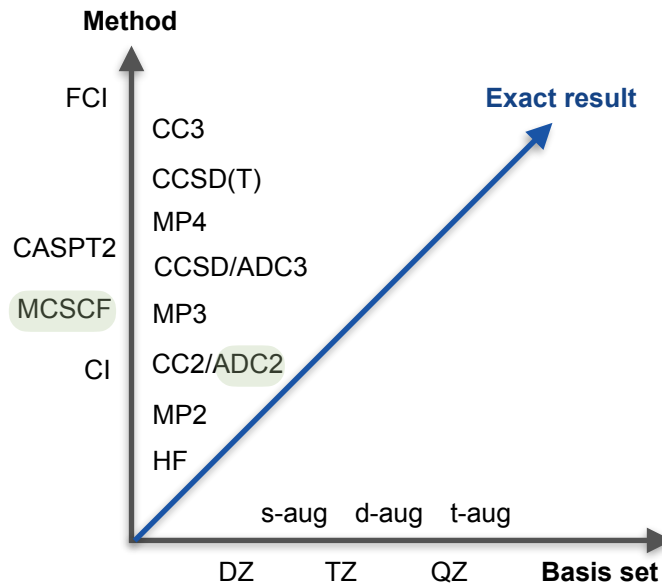 Method
FCI
Exact result
CC3
CCSD(T)
MP4
CASPT2
CCSD/ADC3
MCSCF
MP3
CI
CC2/ADC2
MP2
HF
s-aug d-aug t-aug
DZ TZ QZ Basis set